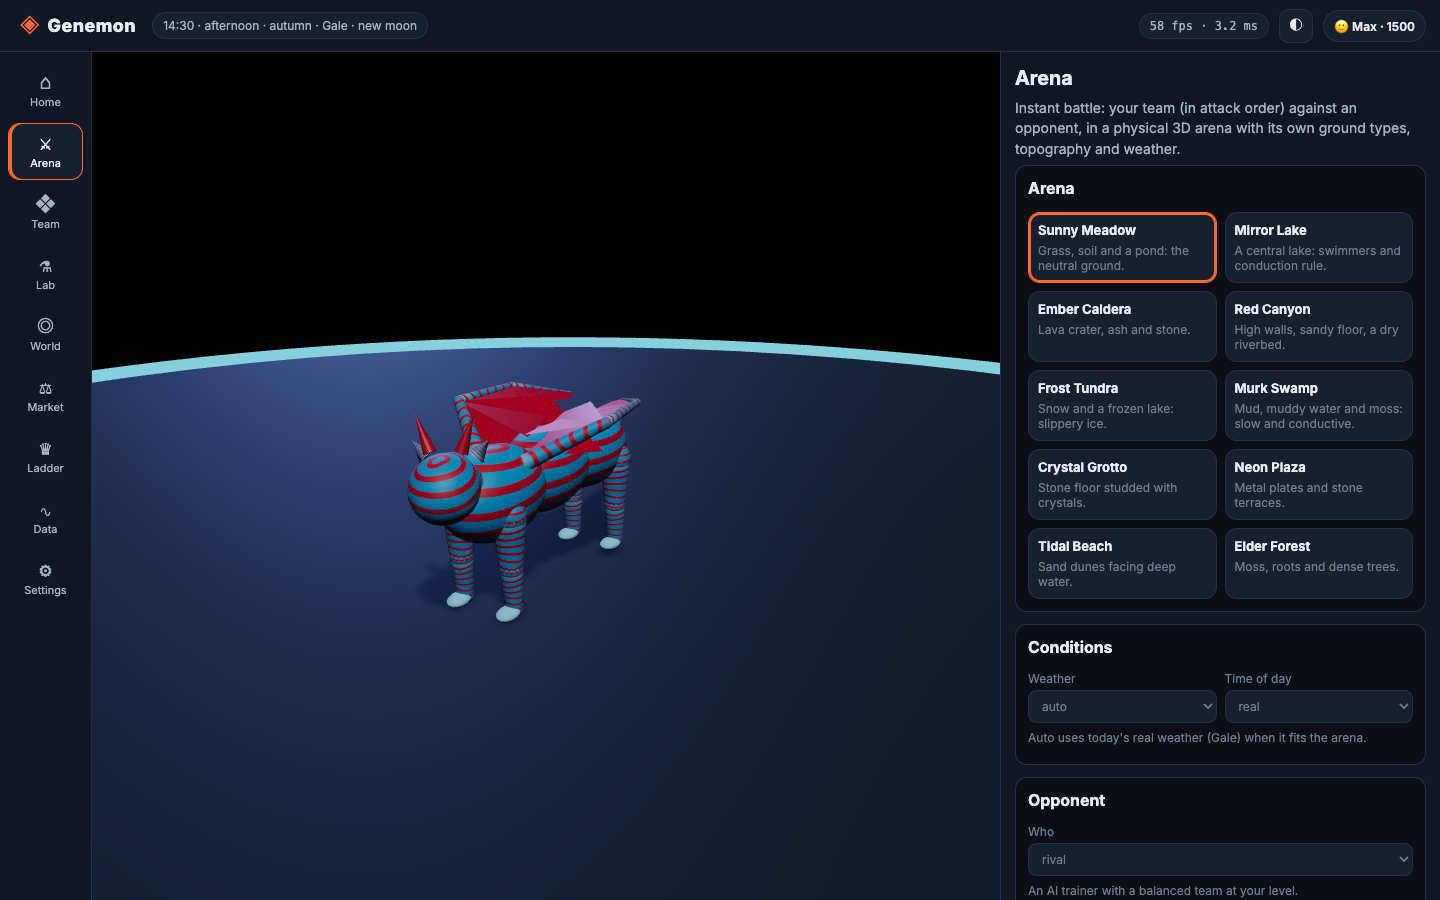 Genemon
14:30 · afternoon · autumn · Gale · new moon
58 fps · 3.2 ms
Max · 1500
Home
Arena
Team
Lab
World
Market
Ladder
Data
Settings
Arena
Instant battle: your team (in attack order) against an
opponent, in a physical 3D arena with its own ground types,
topography and weather.
Arena
Sunny Meadow
Grass, soil and a pond: the
neutral ground.
Mirror Lake
A central lake: swimmers and
conduction rule.
Ember Caldera
Lava crater, ash and stone.
Red Canyon
High walls, sandy floor, a dry
riverbed.
Frost Tundra
Snow and a frozen lake:
slippery ice.
Murk Swamp
Mud, muddy water and moss:
slow and conductive.
Crystal Grotto
Stone floor studded with
crystals.
Neon Plaza
Metal plates and stone
terraces.
Tidal Beach
Sand dunes facing deep
water.
Elder Forest
Moss, roots and dense trees.
Conditions
Weather
auto
Time of day
real
Auto uses today's real weather (Gale) when it fits the arena.
Opponent
Who
rival
An AI trainer with a balanced team at your level.